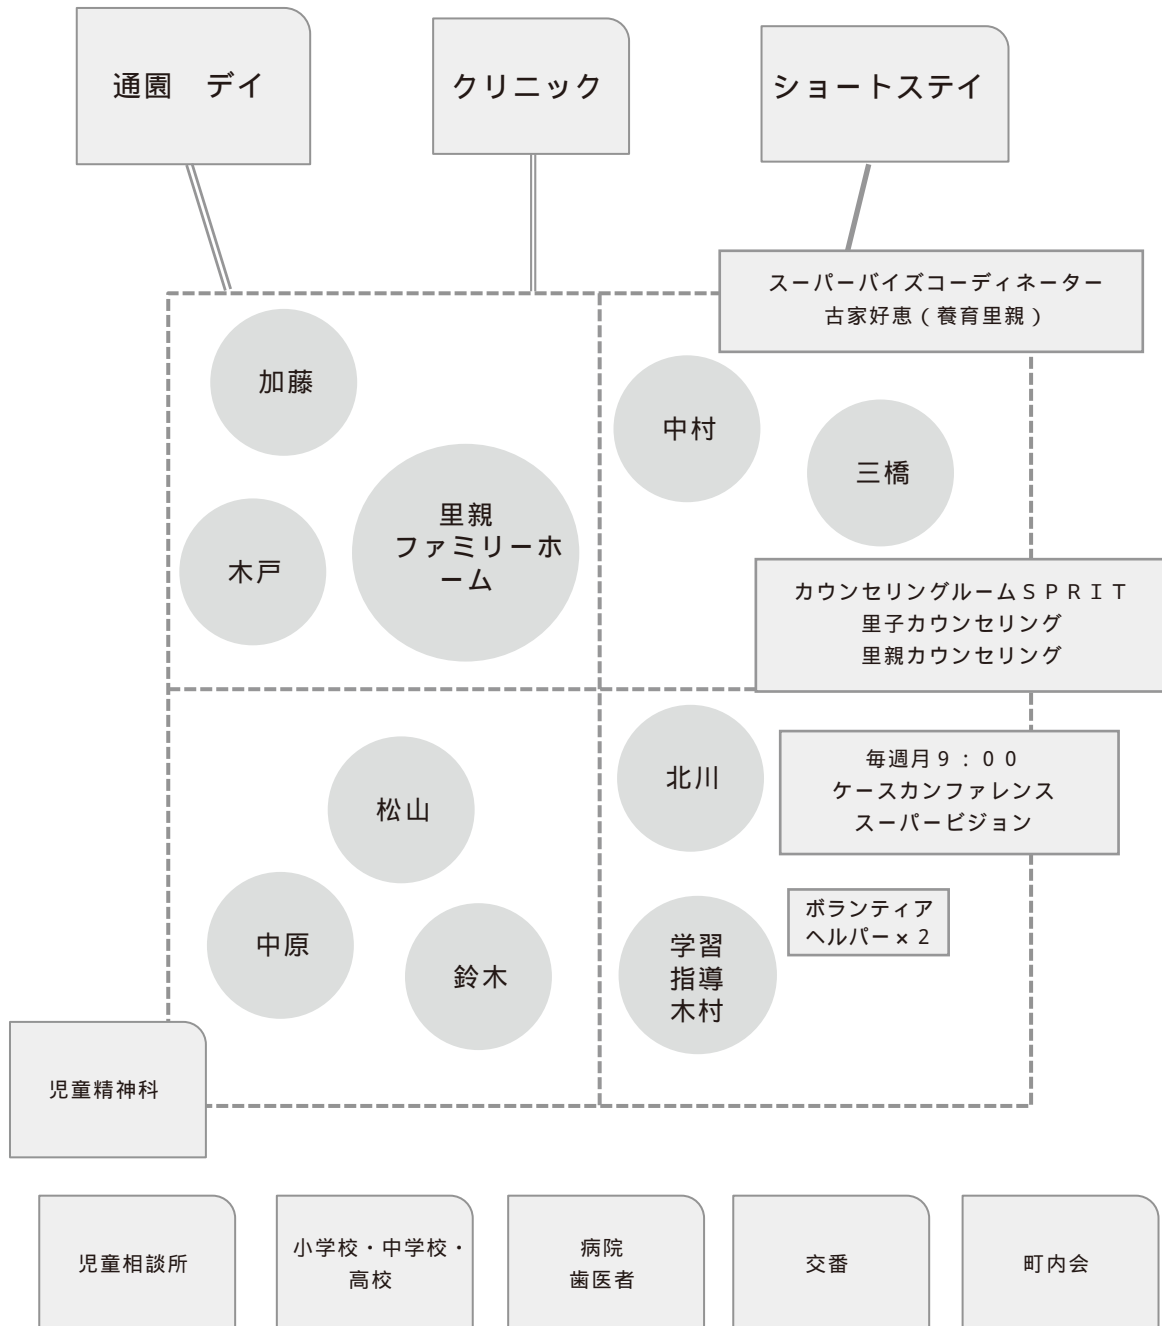 通園　デイ
クリニック
ショートステイ
スーパーバイズコーディネーター
古家好恵（養育里親）
加藤
中村
三橋
里親
ファミリーホ
ーム
木戸
カウンセリングルームＳＰＲＩＴ
里子カウンセリング
里親カウンセリング
毎週月９：００
ケースカンファレンス
スーパービジョン
北川
松山
ボランティア
ヘルパー×２
中原
鈴木
学習
指導
木村
児童精神科
児童相談所
小学校・中学校・
高校
病院
歯医者
交番
町内会